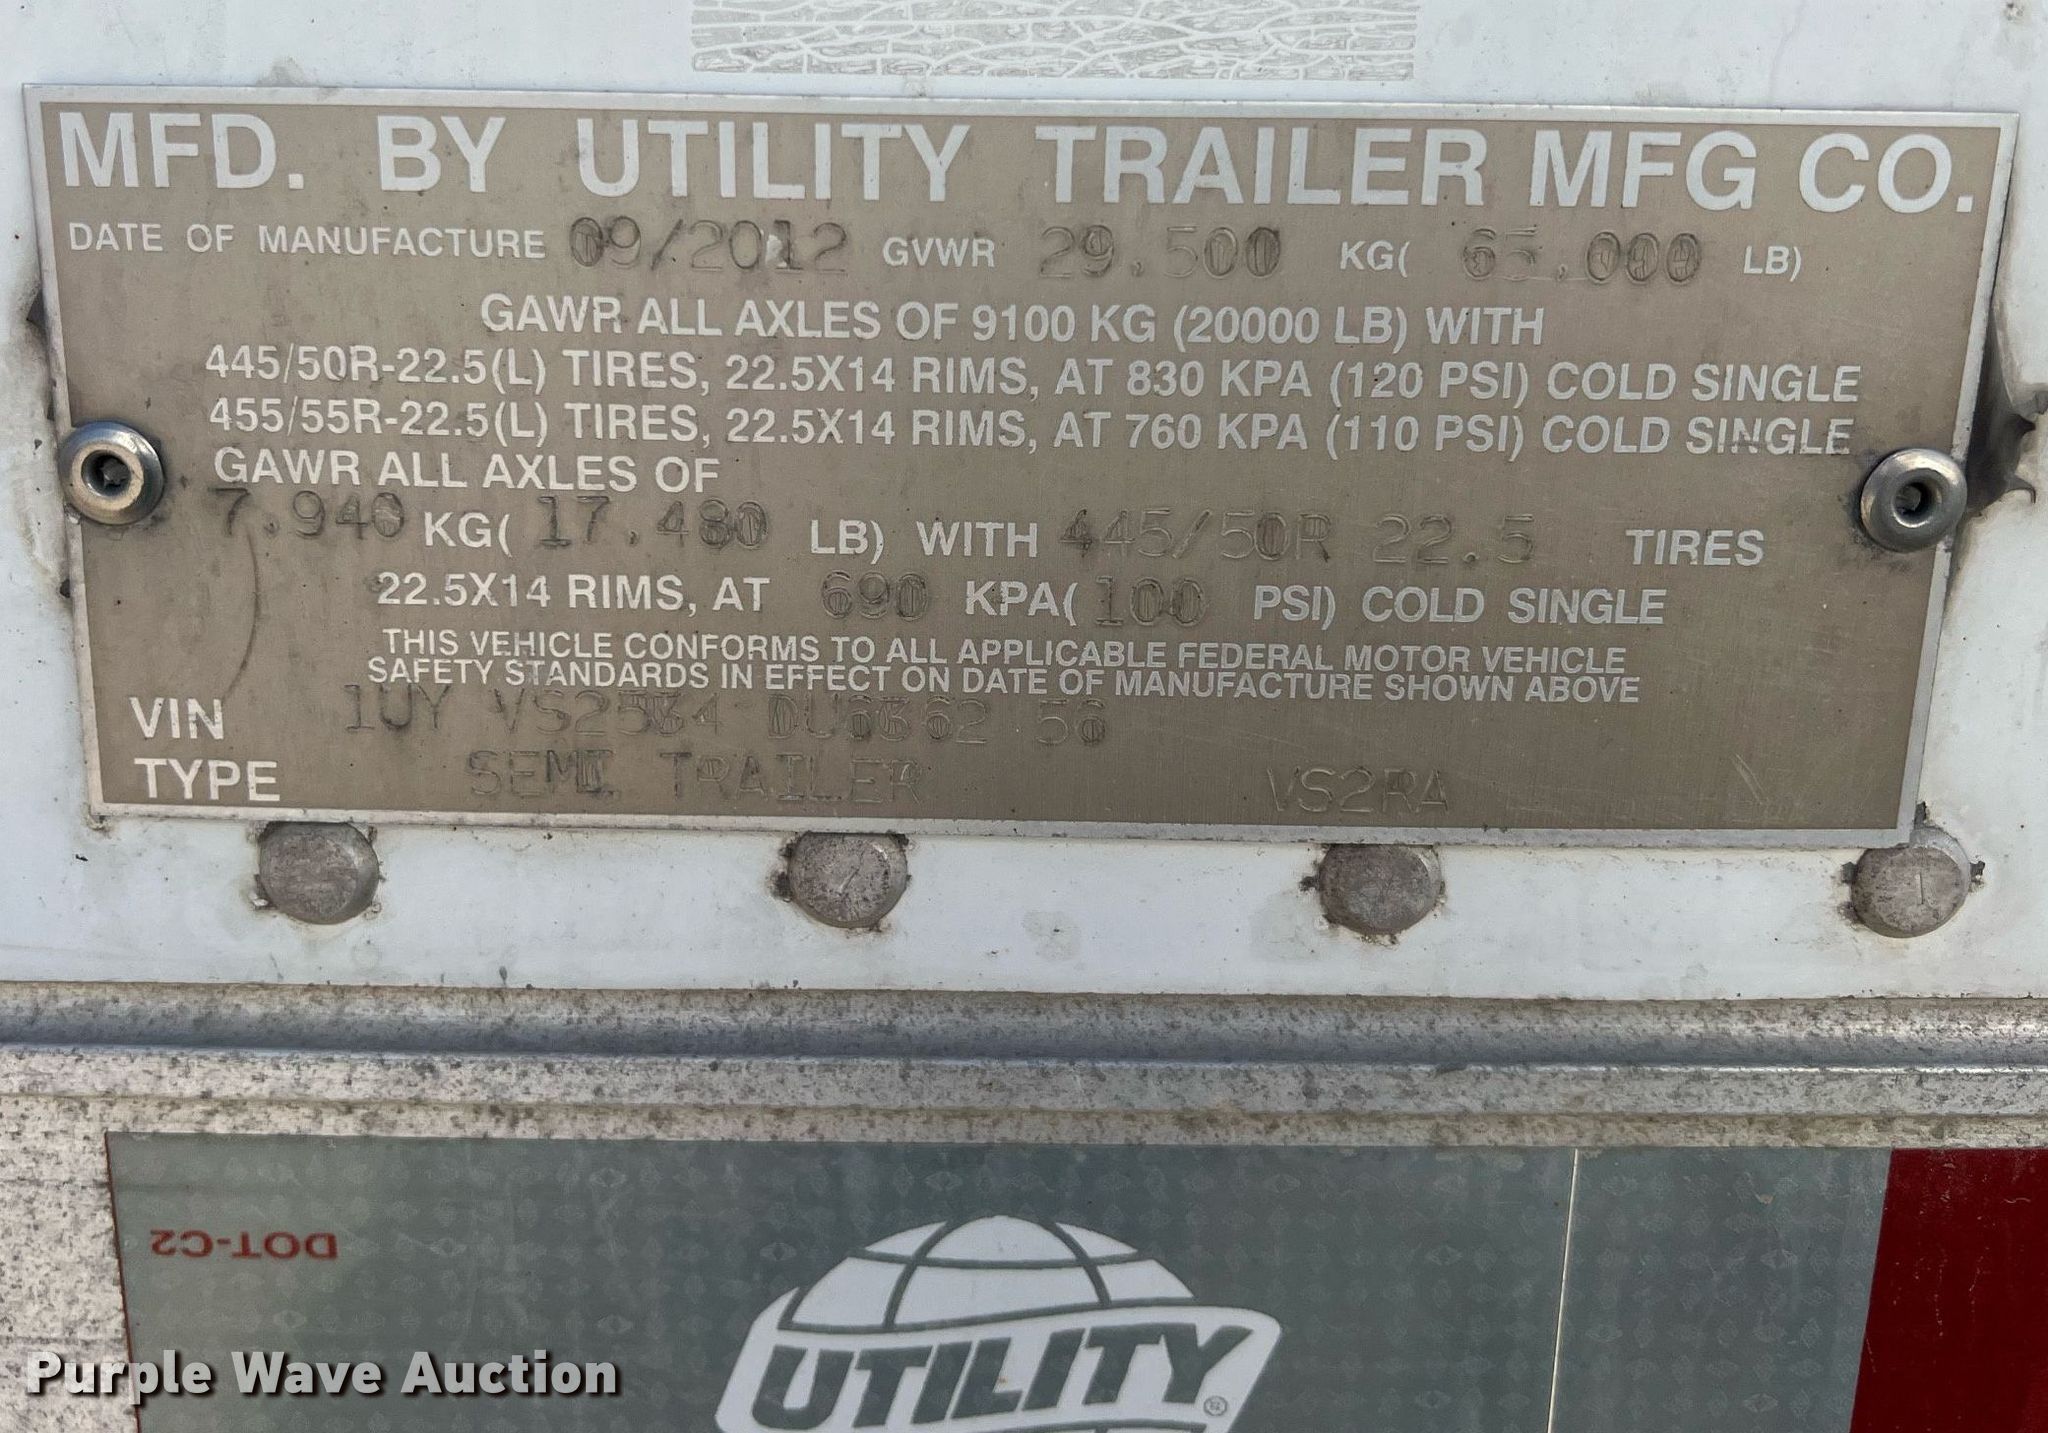 MFD. BY UTILITY TRAILER MFG CO.
DATE OF MANUFACTURE 09/2012 GVWR 29,500 KG( 65,000 LB)
GAWR ALL AXLES OF 9100 KG (20000 LB) WITH
445/50R-22.5(L) TIRES, 22.5X14 RIMS, AT 830 KPA (120 PSI) COLD SINGLE
455/55R-22.5(L) TIRES, 22.5X14 RIMS, AT 760 KPA (110 PSI) COLD SINGLE
GAWR ALL AXLES OF
7,940 KG( 17,480 LB) WITH 445/50R 22.5 TIRES
22.5X14 RIMS, AT 690 KPA( 100 PSI) COLD SINGLE
THIS VEHICLE CONFORMS TO ALL APPLICABLE FEDERAL MOTOR VEHICLE
SAFETY STANDARDS IN EFFECT ON DATE OF MANUFACTURE SHOWN ABOVE
VIN 1UY VS2534 DU6362 56
TYPE SEMI TRAILER VS2RA
DOT-C2
UTILITY®
Purple Wave Auction